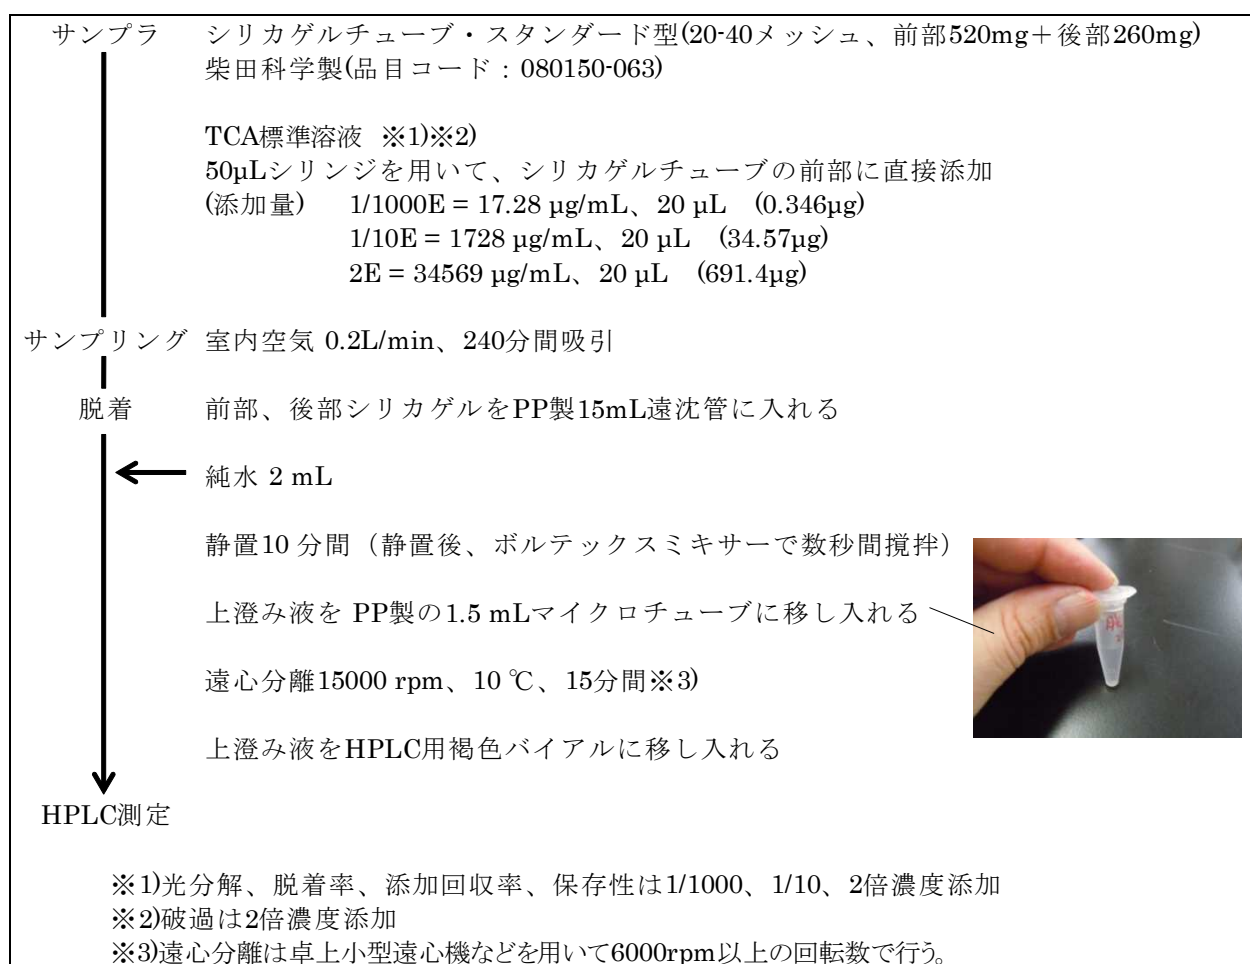 サンプラ シリカゲルチューブ・スタンダード型(20-40メッシュ、前部520mg＋後部260mg)
柴田科学製(品目コード：080150-063)
TCA標準溶液 ※1)※2)
50µLシリンジを用いて、シリカゲルチューブの前部に直接添加
(添加量) 1/1000E = 17.28 µg/mL、20 µL (0.346µg)
1/10E = 1728 µg/mL、20 µL (34.57µg)
2E = 34569 µg/mL、20 µL (691.4µg)
サンプリング 室内空気 0.2L/min、240分間吸引
脱着 前部、後部シリカゲルをPP製15mL遠沈管に入れる
純水 2 mL
静置10 分間（静置後、ボルテックスミキサーで数秒間撹拌）
上澄み液を PP製の1.5 mLマイクロチューブに移し入れる
遠心分離15000 rpm、10 ℃、15分間※3)
上澄み液をHPLC用褐色バイアルに移し入れる
HPLC測定
※1)光分解、脱着率、添加回収率、保存性は1/1000、1/10、2倍濃度添加
※2)破過は2倍濃度添加
※3)遠心分離は卓上小型遠心機などを用いて6000rpm以上の回転数で行う。